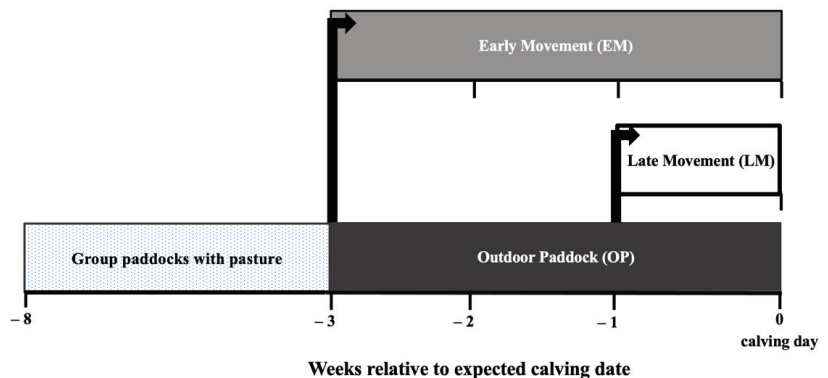 Early Movement (EM)
Late Movement (LM)
Group paddocks with pasture
Outdoor Paddock (OP)
– 8
– 3
– 2
– 1
0
calving day
Weeks relative to expected calving date